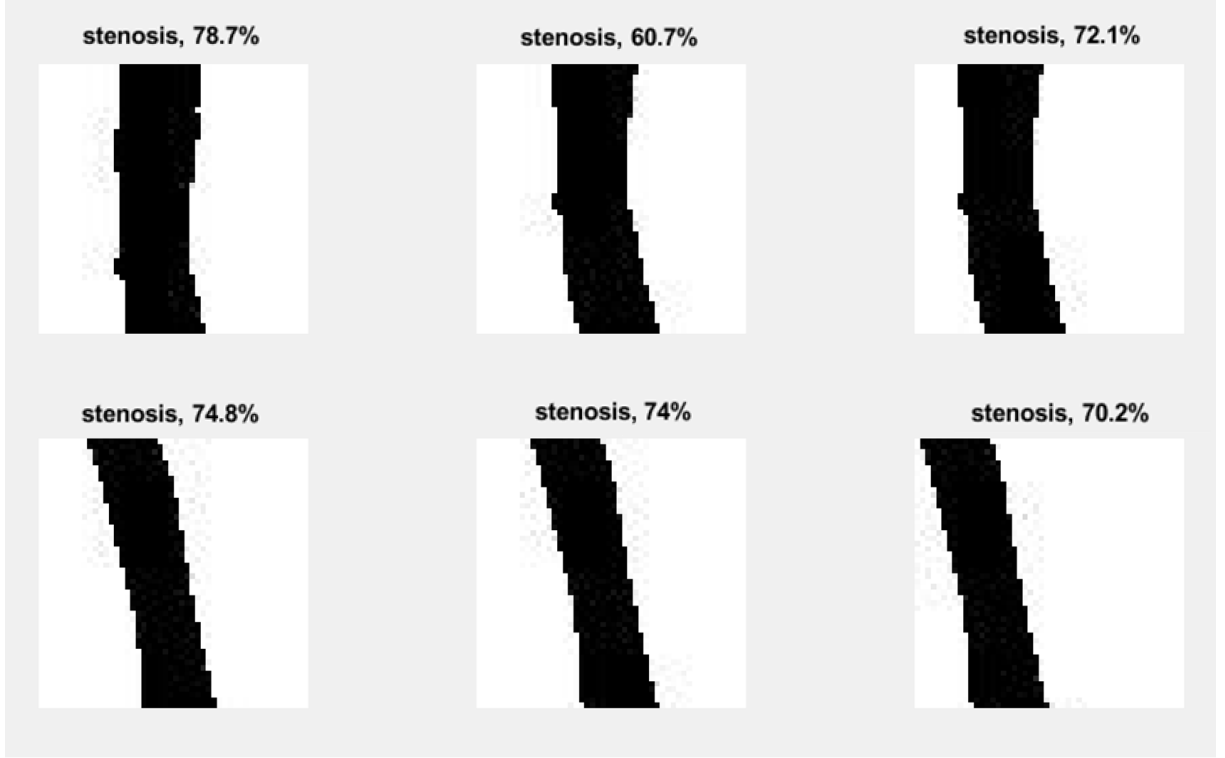 stenosis, 78.7%
stenosis, 60.7%
stenosis, 72.1%
stenosis, 74.8%
stenosis, 74%
stenosis, 70.2%